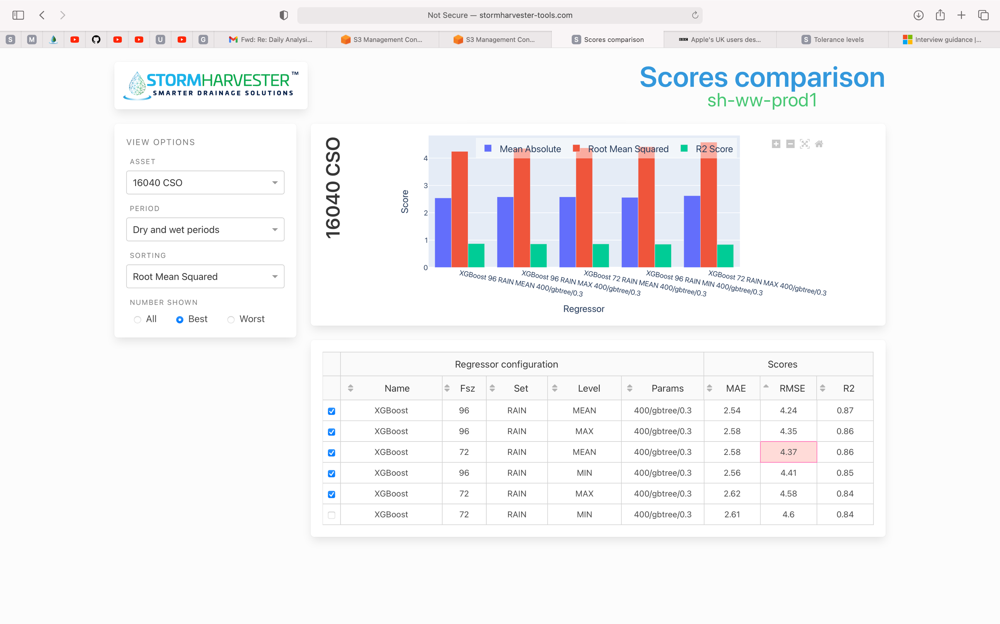 Not Secure — stormharvester-tools.com
S
M
U
G
Fwd: Re: Daily Analysi...
S3 Management Con...
S3 Management Con...
S Scores comparison
BBC Apple's UK users des...
S Tolerance levels
Interview guidance |...
STORMHARVESTER™
SMARTER DRAINAGE SOLUTIONS
Scores comparison
sh-ww-prod1
VIEW OPTIONS
ASSET
16040 CSO
PERIOD
Dry and wet periods
SORTING
Root Mean Squared
NUMBER SHOWN
All Best Worst
16040 CSO
Mean Absolute Root Mean Squared R2 Score
Score
4
3
2
1
0
XGBoost 96 RAIN MEAN 400/gbtree/0.3
XGBoost 96 RAIN MAX 400/gbtree/0.3
XGBoost 72 RAIN MEAN 400/gbtree/0.3
XGBoost 96 RAIN MIN 400/gbtree/0.3
XGBoost 72 RAIN MAX 400/gbtree/0.3
Regressor
Regressor configuration Scores
Name Fsz Set Level Params MAE RMSE R2
XGBoost 96 RAIN MEAN 400/gbtree/0.3 2.54 4.24 0.87
XGBoost 96 RAIN MAX 400/gbtree/0.3 2.58 4.35 0.86
XGBoost 72 RAIN MEAN 400/gbtree/0.3 2.58 4.37 0.86
XGBoost 96 RAIN MIN 400/gbtree/0.3 2.56 4.41 0.85
XGBoost 72 RAIN MAX 400/gbtree/0.3 2.62 4.58 0.84
XGBoost 72 RAIN MIN 400/gbtree/0.3 2.61 4.6 0.84